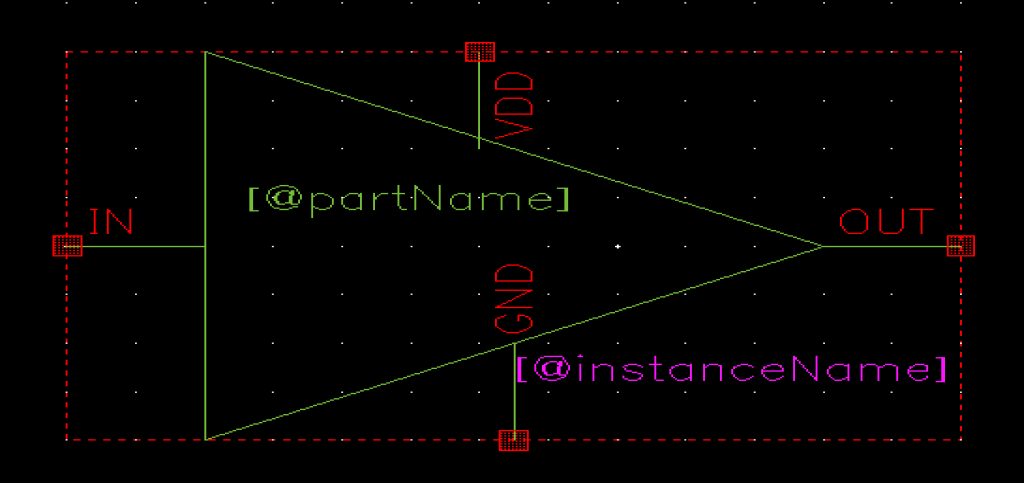 VDD
[@partName]
IN
OUT
GND
[@instanceName]